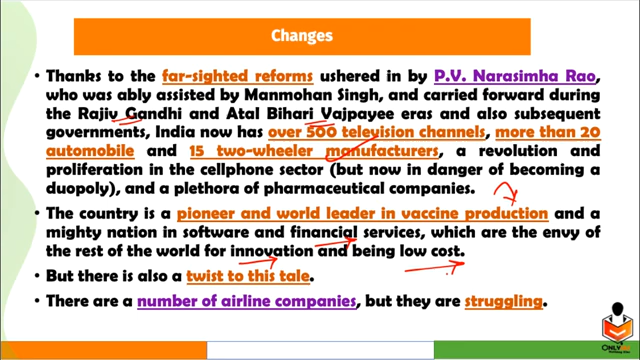 Changes
• Thanks to the far-sighted reforms ushered in by P.V. Narasimha Rao,
who was ably assisted by Manmohan Singh, and carried forward during
the Rajiv Gandhi and Atal Bihari Vajpayee eras and also subsequent
governments, India now has over 500 television channels, more than 20
automobile and 15 two-wheeler manufacturers, a revolution and
proliferation in the cellphone sector (but now in danger of becoming a
duopoly), and a plethora of pharmaceutical companies.
• The country is a pioneer and world leader in vaccine production and a
mighty nation in software and financial services, which are the envy of
the rest of the world for innovation and being low cost.
• But there is also a twist to this tale.
• There are a number of airline companies, but they are struggling.